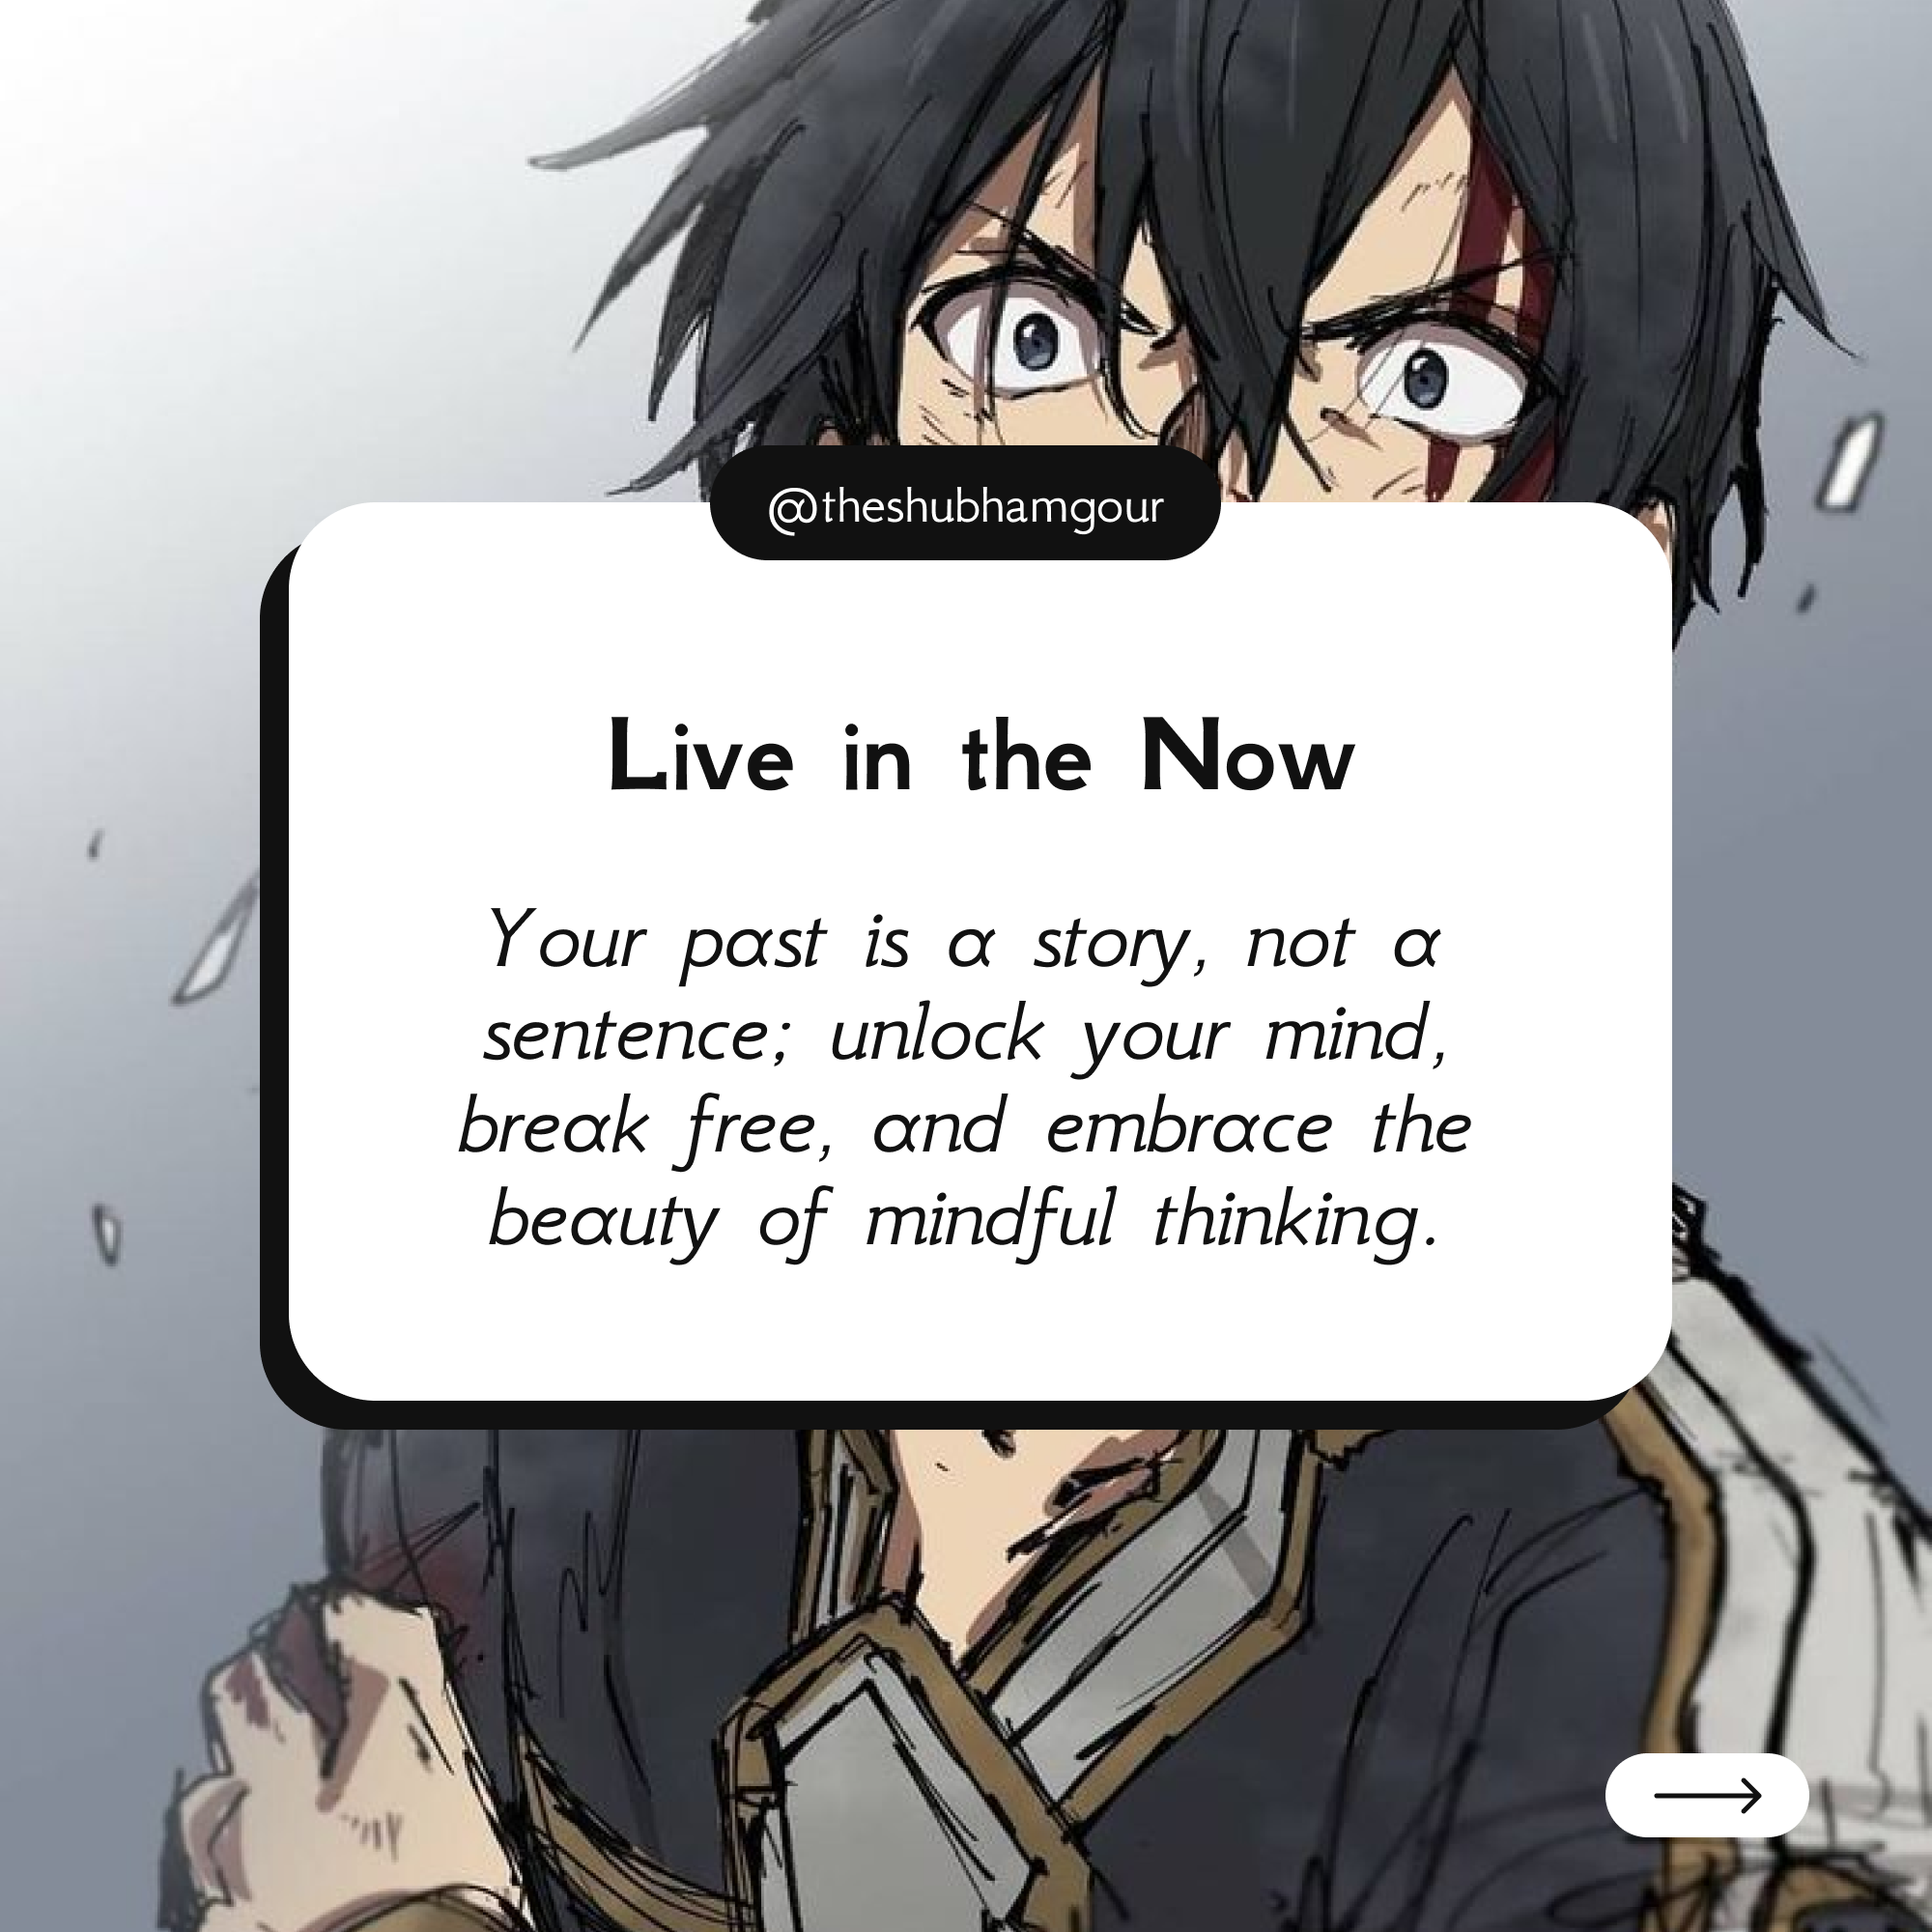 @theshubhamgour
Live in the Now
Your past is a story, not a
sentence; unlock your mind,
break free, and embrace the
beauty of mindful thinking.